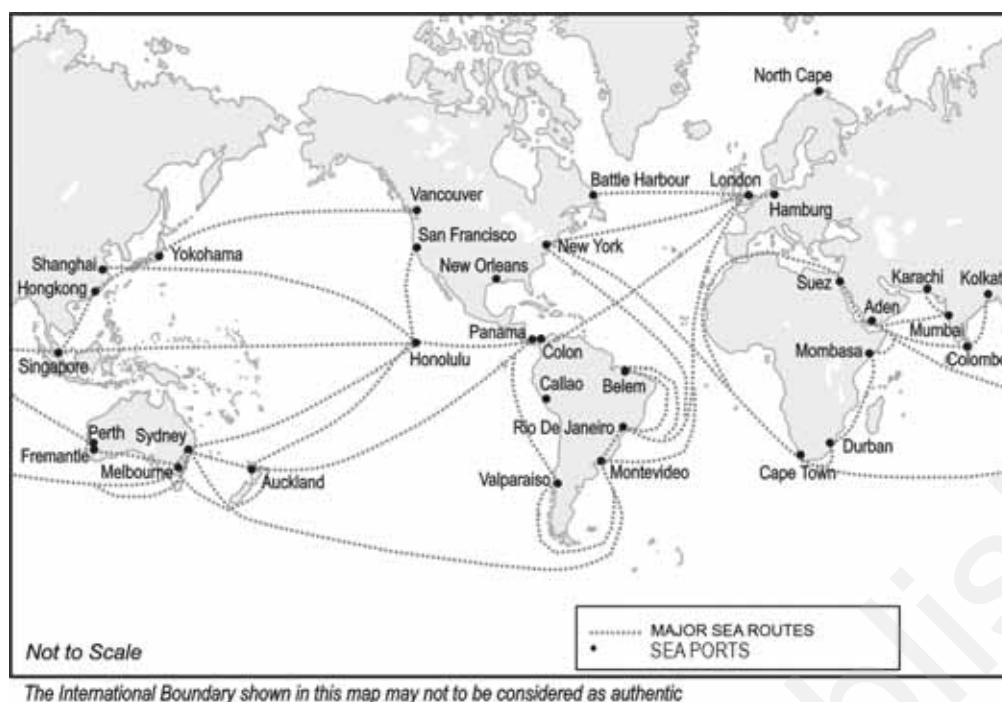 North Cape
Battle Harbour
London
Hamburg
Vancouver
San Francisco
New York
Yokohama
Shanghai
Hongkong
New Orleans
Suez
Karachi
Kolkat
Aden
Mumbai
Panama
Colon
Singapore
Honolulu
Mombasa
Colombo
Callao
Belem
Rio De Janeiro
Perth
Sydney
Fremantle
Melbourne
Auckland
Valparaiso
Montevideo
Durban
Cape Town
MAJOR SEA ROUTES
SEA PORTS
Not to Scale
The International Boundary shown in this map may not to be considered as authentic